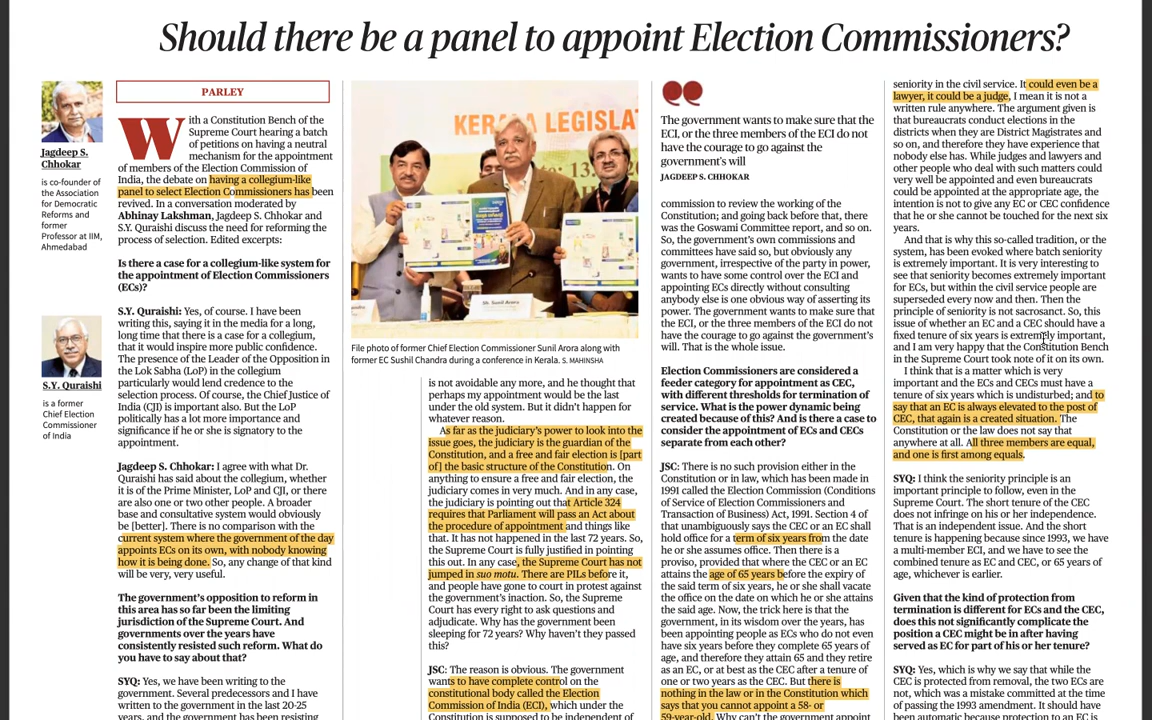 Should there be a panel to appoint Election Commissioners?
Jagdeep S.
Chhokar
is co-founder of
the Association
for Democratic
Reforms and
former
Professor at IIM,
Ahmedabad
S.Y. Quraishi
is a former
Chief Election
Commissioner
of India
PARLEY
With a Constitution Bench of the
Supreme Court hearing a batch
of petitions on having a neutral
mechanism for the appointment
of members of the Election Commission of
India, the debate on having a collegium-like
panel to select Election Commissioners has been
revived. In a conversation moderated by
Abhinay Lakshman, Jagdeep S. Chhokar and
S.Y. Quraishi discuss the need for reforming the
process of selection. Edited excerpts:
Is there a case for a collegium-like system for
the appointment of Election Commissioners
(ECs)?
S.Y. Quraishi: Yes, of course. I have been
writing this, saying it in the media for a long,
long time that there is a case for a collegium,
that it would inspire more public confidence.
The presence of the Leader of the Opposition in
the Lok Sabha (LoP) in the collegium
particularly would lend credence to the
selection process. Of course, the Chief Justice of
India (CJI) is important also. But the LoP
politically has a lot more importance and
significance if he or she is signatory to the
appointment.
Jagdeep S. Chhokar: I agree with what Dr.
Quraishi has said about the collegium, whether
it is of the Prime Minister, LoP and CJI, or there
are also one or two other people. A broader
base and consultative system would obviously
be [better]. There is no comparison with the
current system where the government of the day
appoints ECs on its own, with nobody knowing
how it is being done. So, any change of that kind
will be very, very useful.
The government's opposition to reform in
this area has so far been the limiting
jurisdiction of the Supreme Court. And
governments over the years have
consistently resisted such reform. What do
you have to say about that?
SYQ: Yes, we have been writing to the
government. Several predecessors and I have
written to the government in the last 20-25
years, and the government has been resisting
KERALA LEGISLA
Dr. Sunil Arora
File photo of former Chief Election Commissioner Sunil Arora along with
former EC Sushil Chandra during a conference in Kerala. S. MAHINSHA
is not avoidable any more, and he thought that
perhaps my appointment would be the last
under the old system. But it didn't happen for
whatever reason.
As far as the judiciary's power to look into the
issue goes, the judiciary is the guardian of the
Constitution, and a free and fair election is [part
of] the basic structure of the Constitution. On
anything to ensure a free and fair election, the
judiciary comes in very much. And in any case,
the judiciary is pointing out that Article 324
requires that Parliament will pass an Act about
the procedure of appointment and things like
that. It has not happened in the last 72 years. So,
the Supreme Court is fully justified in pointing
this out. In any case, the Supreme Court has not
jumped in suo motu. There are PILs before it,
and people have gone to court in protest against
the government's inaction. So, the Supreme
Court has every right to ask questions and
adjudicate. Why has the government been
sleeping for 72 years? Why haven't they passed
this?
JSC: The reason is obvious. The government
wants to have complete control on the
constitutional body called the Election
Commission of India (ECI), which under the
Constitution is supposed to be independent of
The government wants to make sure that the
ECI, or the three members of the ECI do not
have the courage to go against the
government's will
JAGDEEP S. CHHOKAR
commission to review the working of the
Constitution; and going back before that, there
was the Goswami Committee report, and so on.
So, the government's own commissions and
committees have said so, but obviously any
government, irrespective of the party in power,
wants to have some control over the ECI and
appointing ECs directly without consulting
anybody else is one obvious way of asserting its
power. The government wants to make sure that
the ECI, or the three members of the ECI do not
have the courage to go against the government's
will. That is the whole issue.
Election Commissioners are considered a
feeder category for appointment as CEC,
with different thresholds for termination of
service. What is the power dynamic being
created because of this? And is there a case to
consider the appointment of ECs and CECs
separate from each other?
JSC: There is no such provision either in the
Constitution or in law, which has been made in
1991 called the Election Commission (Conditions
of Service of Election Commissioners and
Transaction of Business) Act, 1991. Section 4 of
that unambiguously says the CEC or an EC shall
hold office for a term of six years from the date
he or she assumes office. Then there is a
proviso, provided that where the CEC or an EC
attains the age of 65 years before the expiry of
the said term of six years, he or she shall vacate
the office on the date on which he or she attains
the said age. Now, the trick here is that the
government, in its wisdom over the years, has
been appointing people as ECs who do not even
have six years before they complete 65 years of
age, and therefore they attain 65 and they retire
as an EC, or at best as the CEC after a tenure of
one or two years as the CEC. But there is
nothing in the law or in the Constitution which
says that you cannot appoint a 58- or
59-year-old. Why can't the government appoint
seniority in the civil service. It could even be a
lawyer, it could be a judge, I mean it is not a
written rule anywhere. The argument given is
that bureaucrats conduct elections in the
districts when they are District Magistrates and
so on, and therefore they have experience that
nobody else has. While judges and lawyers and
other people who deal with such matters could
very well be appointed and even bureaucrats
could be appointed at the appropriate age, the
intention is not to give any EC or CEC confidence
that he or she cannot be touched for the next six
years.
And that is why this so-called tradition, or the
system, has been evoked where batch seniority
is extremely important. It is very interesting to
see that seniority becomes extremely important
for ECs, but within the civil service people are
superseded every now and then. Then the
principle of seniority is not sacrosanct. So, this
issue of whether an EC and a CEC should have a
fixed tenure of six years is extremely important,
and I am very happy that the Constitution Bench
in the Supreme Court took note of it on its own.
I think that is a matter which is very
important and the ECs and CECs must have a
tenure of six years which is undisturbed; and to
say that an EC is always elevated to the post of
CEC, that again is a created situation. The
Constitution or the law does not say that
anywhere at all. All three members are equal,
and one is first among equals.
SYQ: I think the seniority principle is an
important principle to follow, even in the
Supreme Court. The short tenure of the CEC
does not infringe on his or her independence.
That is an independent issue. And the short
tenure is happening because since 1993, we have
a multi-member ECI, and we have to see the
combined tenure as EC and CEC, or 65 years of
age, whichever is earlier.
Given that the kind of protection from
termination is different for ECs and the CEC,
does this not significantly complicate the
position a CEC might be in after having
served as EC for part of his or her tenure?
SYQ: Yes, which is why we say that while the
CEC is protected from removal, the two ECs are
not, which was a mistake committed at the time
of passing the 1993 amendment. It should have
been automatic because protection to an EC is